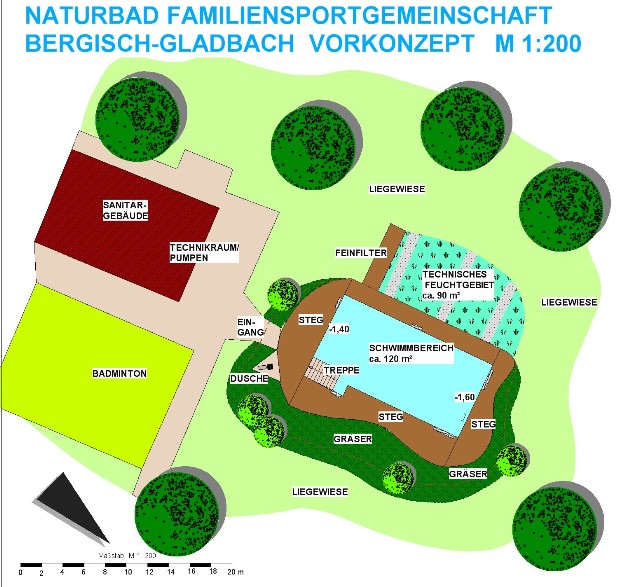 NATURBAD FAMILIENSPORTGEMEINSCHAFT
BERGISCH-GLADBACH VORKONZEPT M 1:200
LIEGEWIESE
SANITÄR-
GEBÄUDE
TECHNIKRAUM/
PUMPEN
FEINFILTER
TECHNISCHES
FEUCHTGEBIET
ca. 90 m²
LIEGEWIESE
EIN-
GANG
STEG
-1,40
SCHWIMMBEREICH
ca. 120 m²
BADMINTON
DUSCHE
TREPPE
-1,60
STEG
STEG
GRÄSER
GRÄSER
LIEGEWIESE
Maßstab M 1: 200
0 2 4 6 8 10 12 14 16 18 20 m